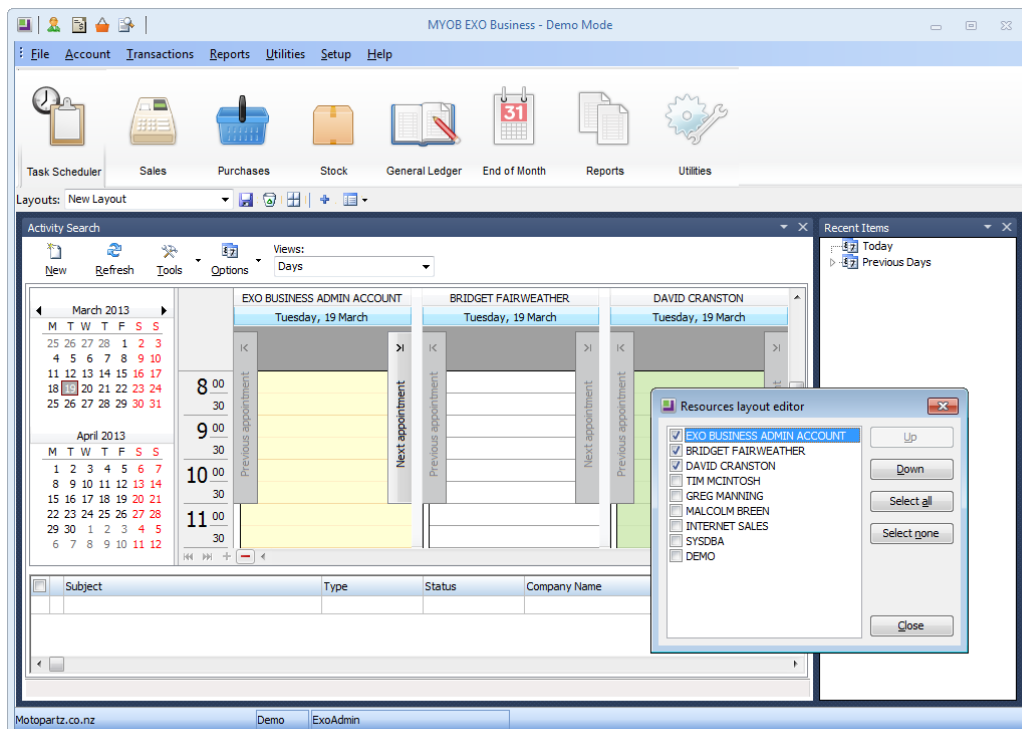 MYOB EXO Business - Demo Mode
File Account Transactions Reports Utilities Setup Help
31
Task Scheduler Sales Purchases Stock General Ledger End of Month Reports Utilities
Layouts: New Layout
Activity Search
Recent Items
New Refresh Tools Options Views: Days
Today
Previous Days
March 2013
M T W T F S S
25 26 27 28 1 2 3
4 5 6 7 8 9 10
11 12 13 14 15 16 17
18 19 20 21 22 23 24
25 26 27 28 29 30 31
April 2013
M T W T F S S
1 2 3 4 5 6 7
8 9 10 11 12 13 14
15 16 17 18 19 20 21
22 23 24 25 26 27 28
29 30 1 2 3 4 5
6 7 8 9 10 11 12
EXO BUSINESS ADMIN ACCOUNT BRIDGET FAIRWEATHER DAVID CRANSTON
Tuesday, 19 March Tuesday, 19 March Tuesday, 19 March
8 00
30
9 00
30
10 00
30
11 00
30
Previous appointment
Next appointment
Previous appointment
Next appointment
Previous appointment
Resources layout editor
EXO BUSINESS ADMIN ACCOUNT
BRIDGET FAIRWEATHER
DAVID CRANSTON
TIM MCINTOSH
GREG MANNING
MALCOLM BREEN
INTERNET SALES
SYSDBA
DEMO
Up
Down
Select all
Select none
Close
Subject Type Status Company Name
Motopartz.co.nz Demo ExoAdmin